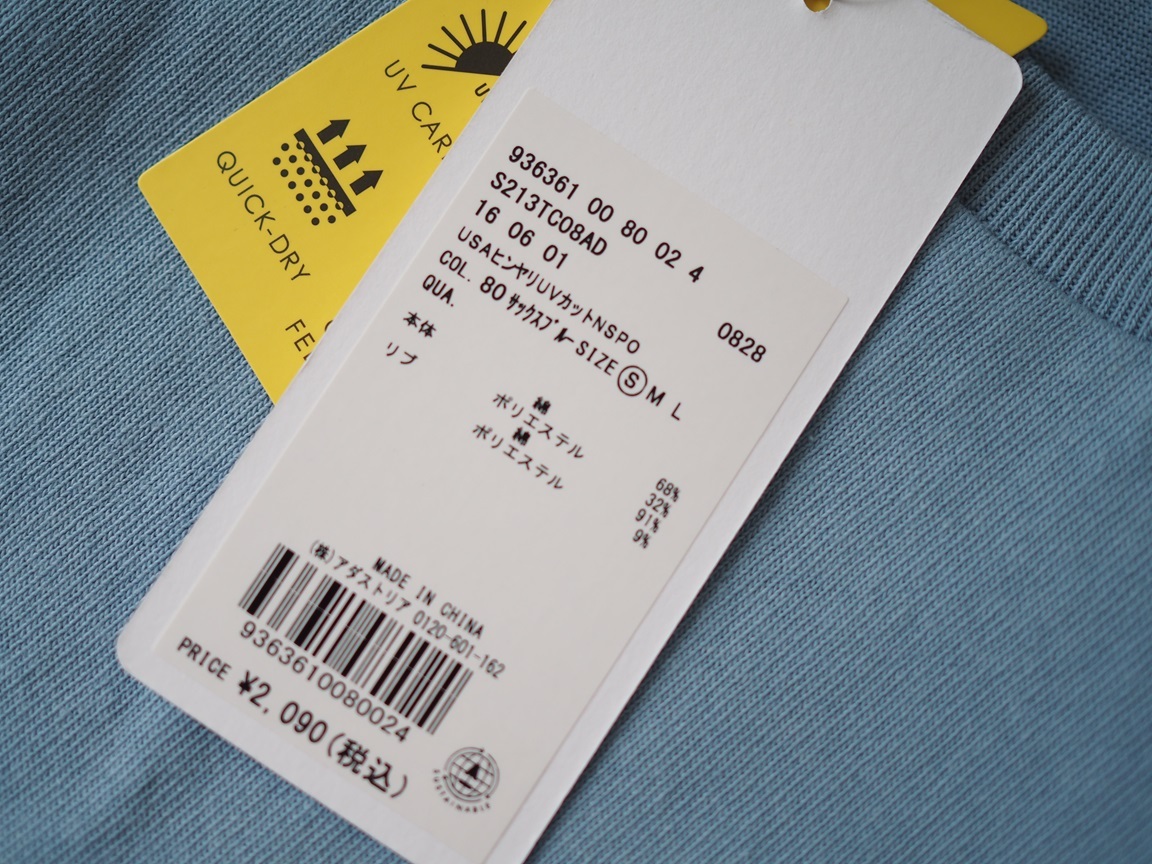 UV CAR
QUICK-DRY
FE
936361 00 80 02 4
S213TC08AD
16 06 01
0828
USAヒンヤリUVカットNSPO
COL. 80 サックスブルー SIZE Ⓢ M L
QUA.
本体 綿 68%
ポリエステル 32%
リブ 綿 91%
ポリエステル 9%
MADE IN CHINA
(株)アダストリア 0120-601-162
9363610080024
PRICE ¥2,090(税込)
Sustainable